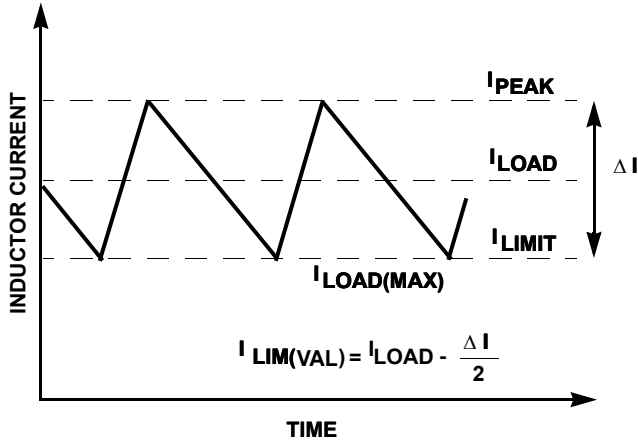 INDUCTOR CURRENT
I PEAK
I LOAD
Δ I
I LIMIT
I LOAD(MAX)
I LIM(VAL) = I LOAD - Δ I / 2
TIME